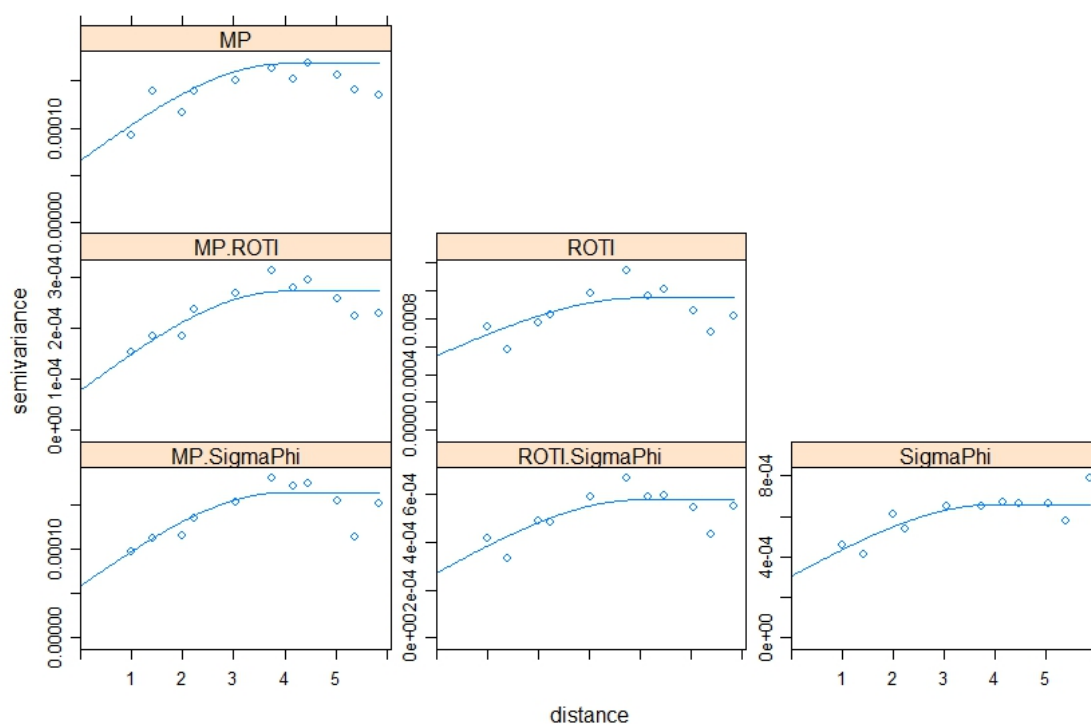 MP
0.00010
0.00000
MP.ROTI
ROTI
3e-04
2e-04
1e-04
0e+00
0.0008
0.0004
0.0000
semivariance
MP.SigmaPhi
ROTI.SigmaPhi
SigmaPhi
0.00010
0.00000
6e-04
4e-04
2e-04
0e+00
8e-04
4e-04
0e+00
1 2 3 4 5
1 2 3 4 5
distance